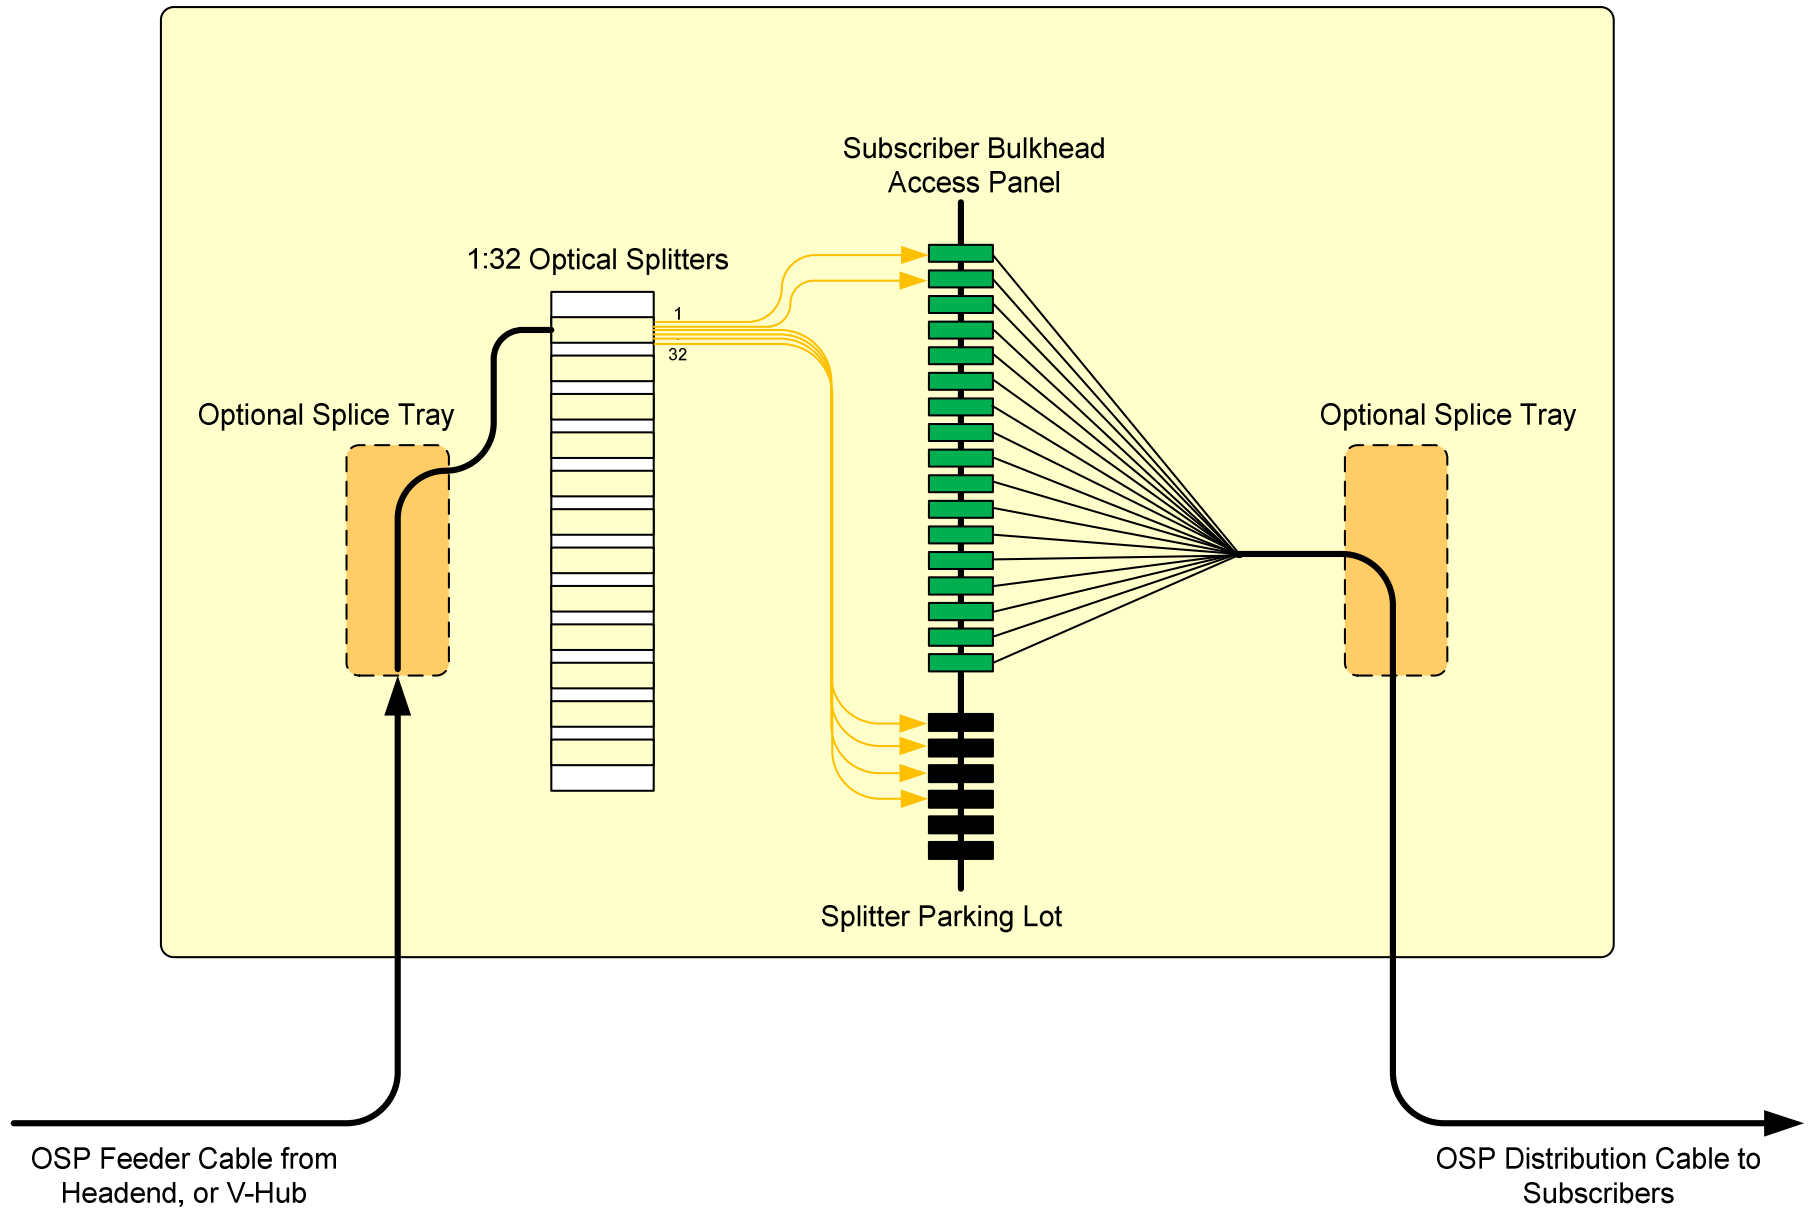 Subscriber Bulkhead
Access Panel
1:32 Optical Splitters
1
32
Optional Splice Tray
Optional Splice Tray
Splitter Parking Lot
OSP Feeder Cable from
Headend, or V-Hub
OSP Distribution Cable to
Subscribers